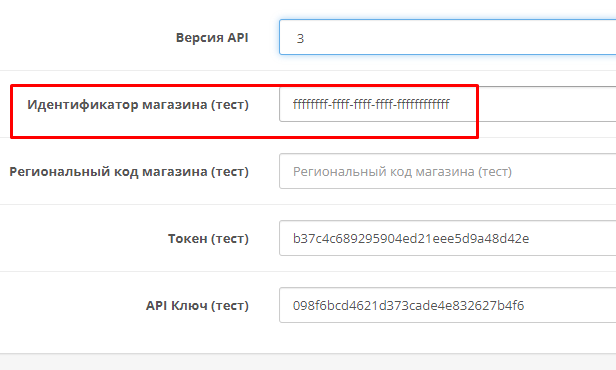 Версия API 3
Идентификатор магазина (тест) ffffffff-ffff-ffff-ffff-ffffffffffff
Региональный код магазина (тест) Региональный код магазина (тест)
Токен (тест) b37c4c689295904ed21eee5d9a48d42e
API Ключ (тест) 098f6bcd4621d373cade4e832627b4f6